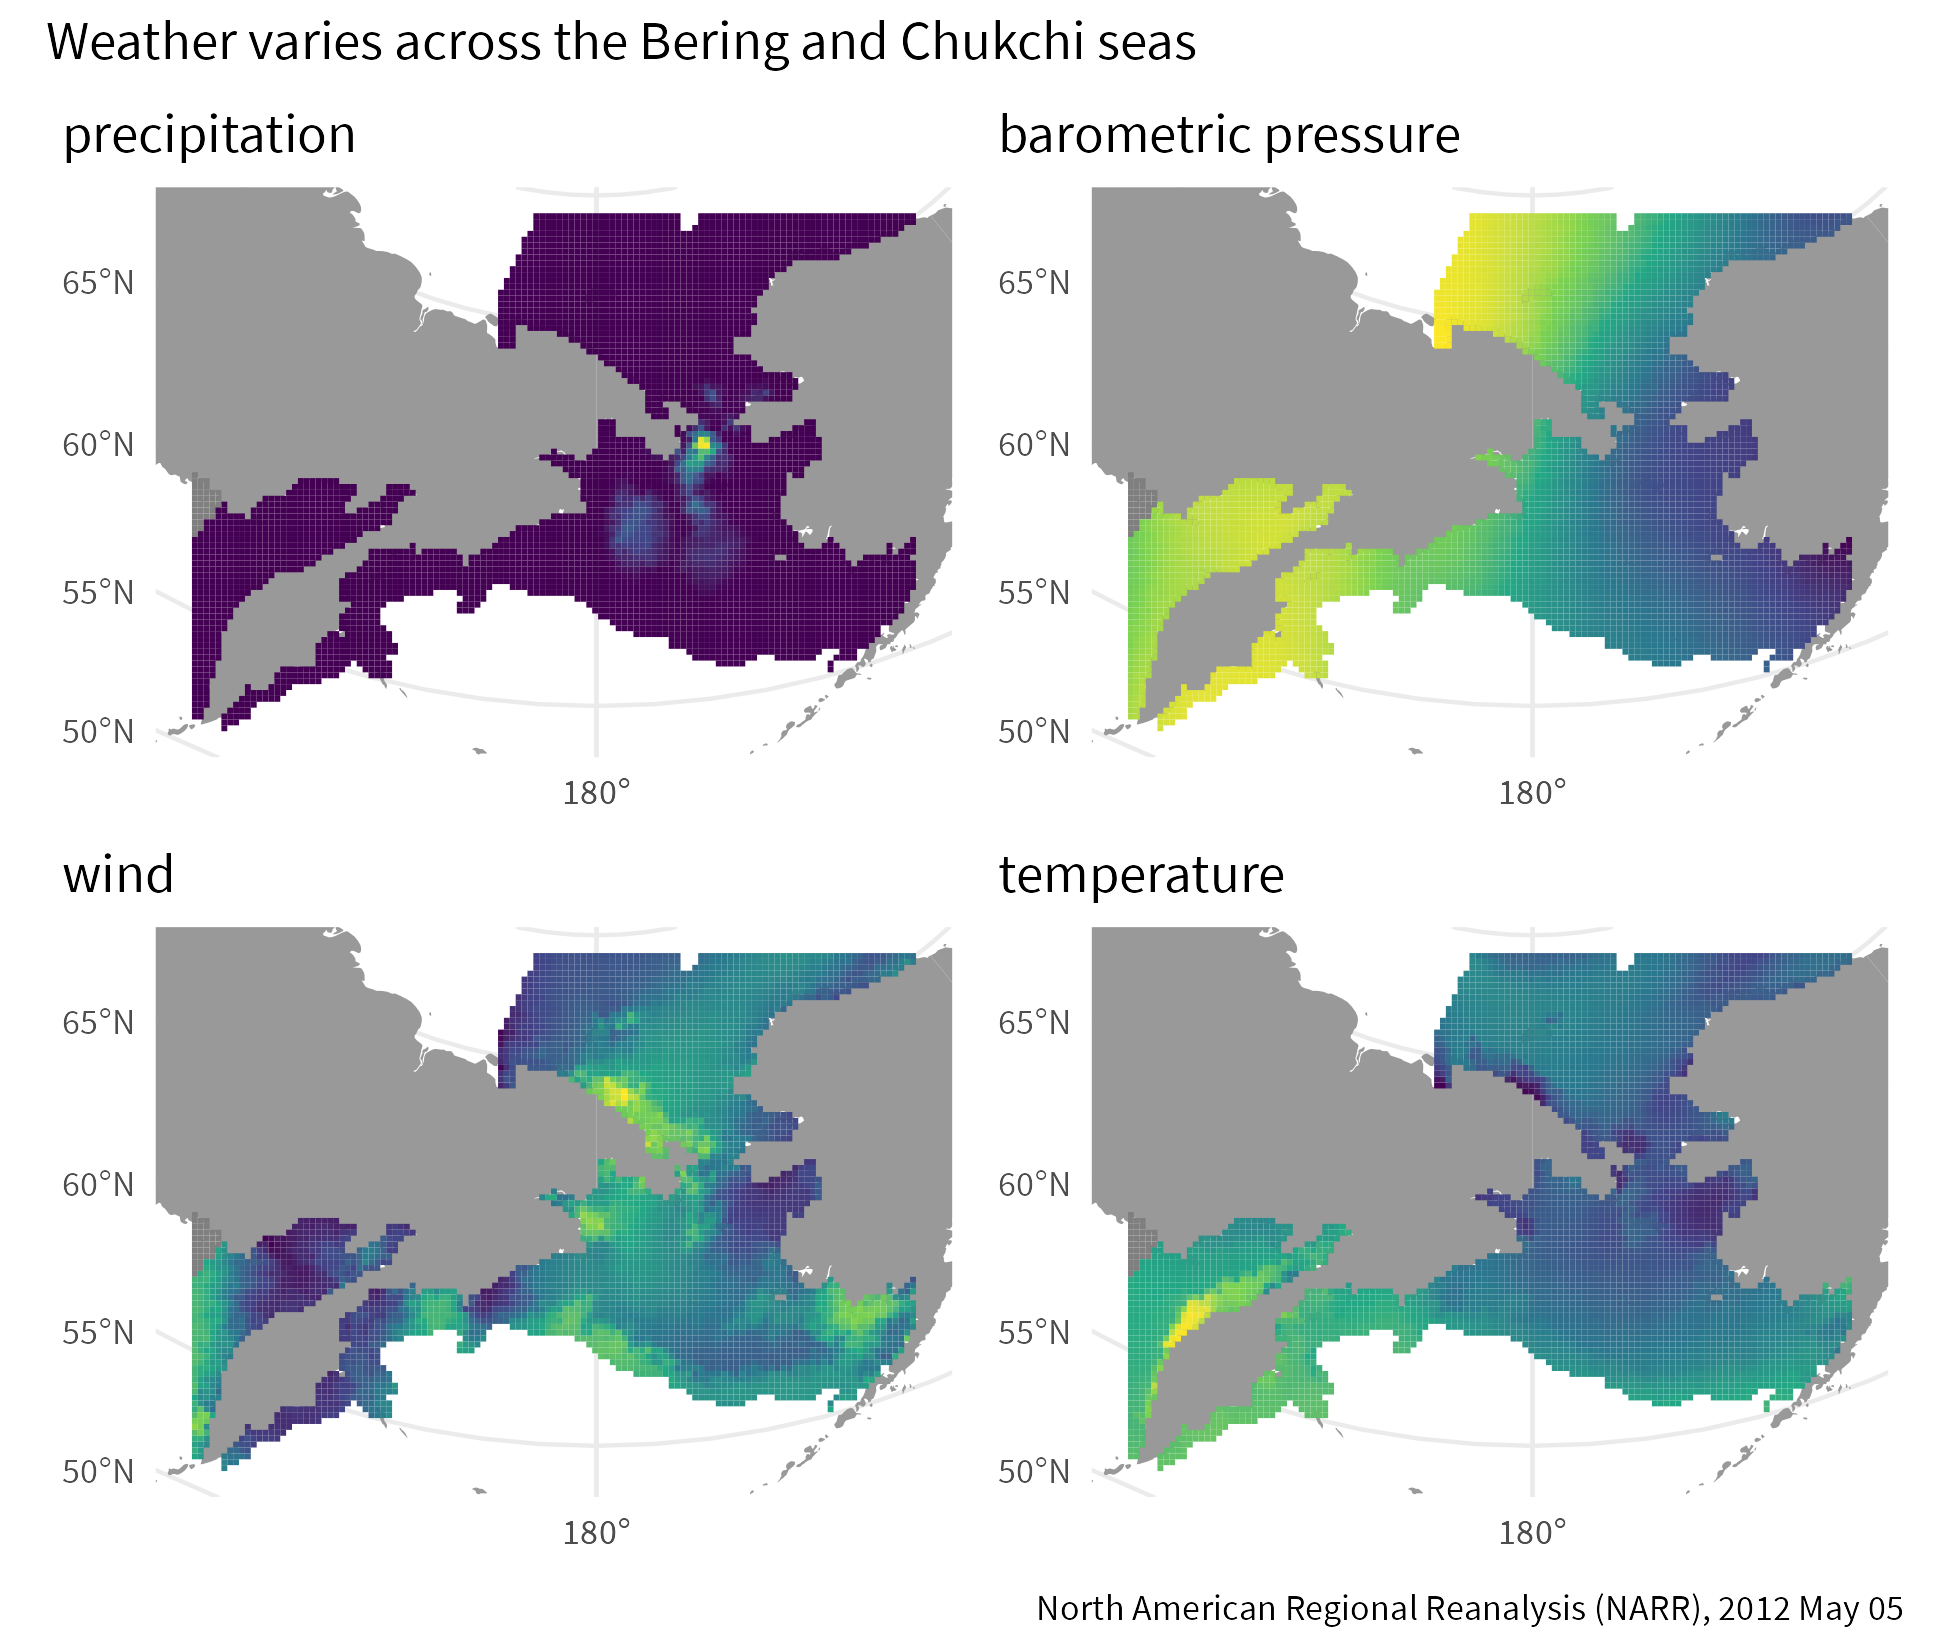 Weather varies across the Bering and Chukchi seas
precipitation
barometric pressure
65°N
60°N
55°N
50°N
180°
65°N
60°N
55°N
50°N
180°
wind
temperature
65°N
60°N
55°N
50°N
180°
65°N
60°N
55°N
50°N
180°
North American Regional Reanalysis (NARR), 2012 May 05